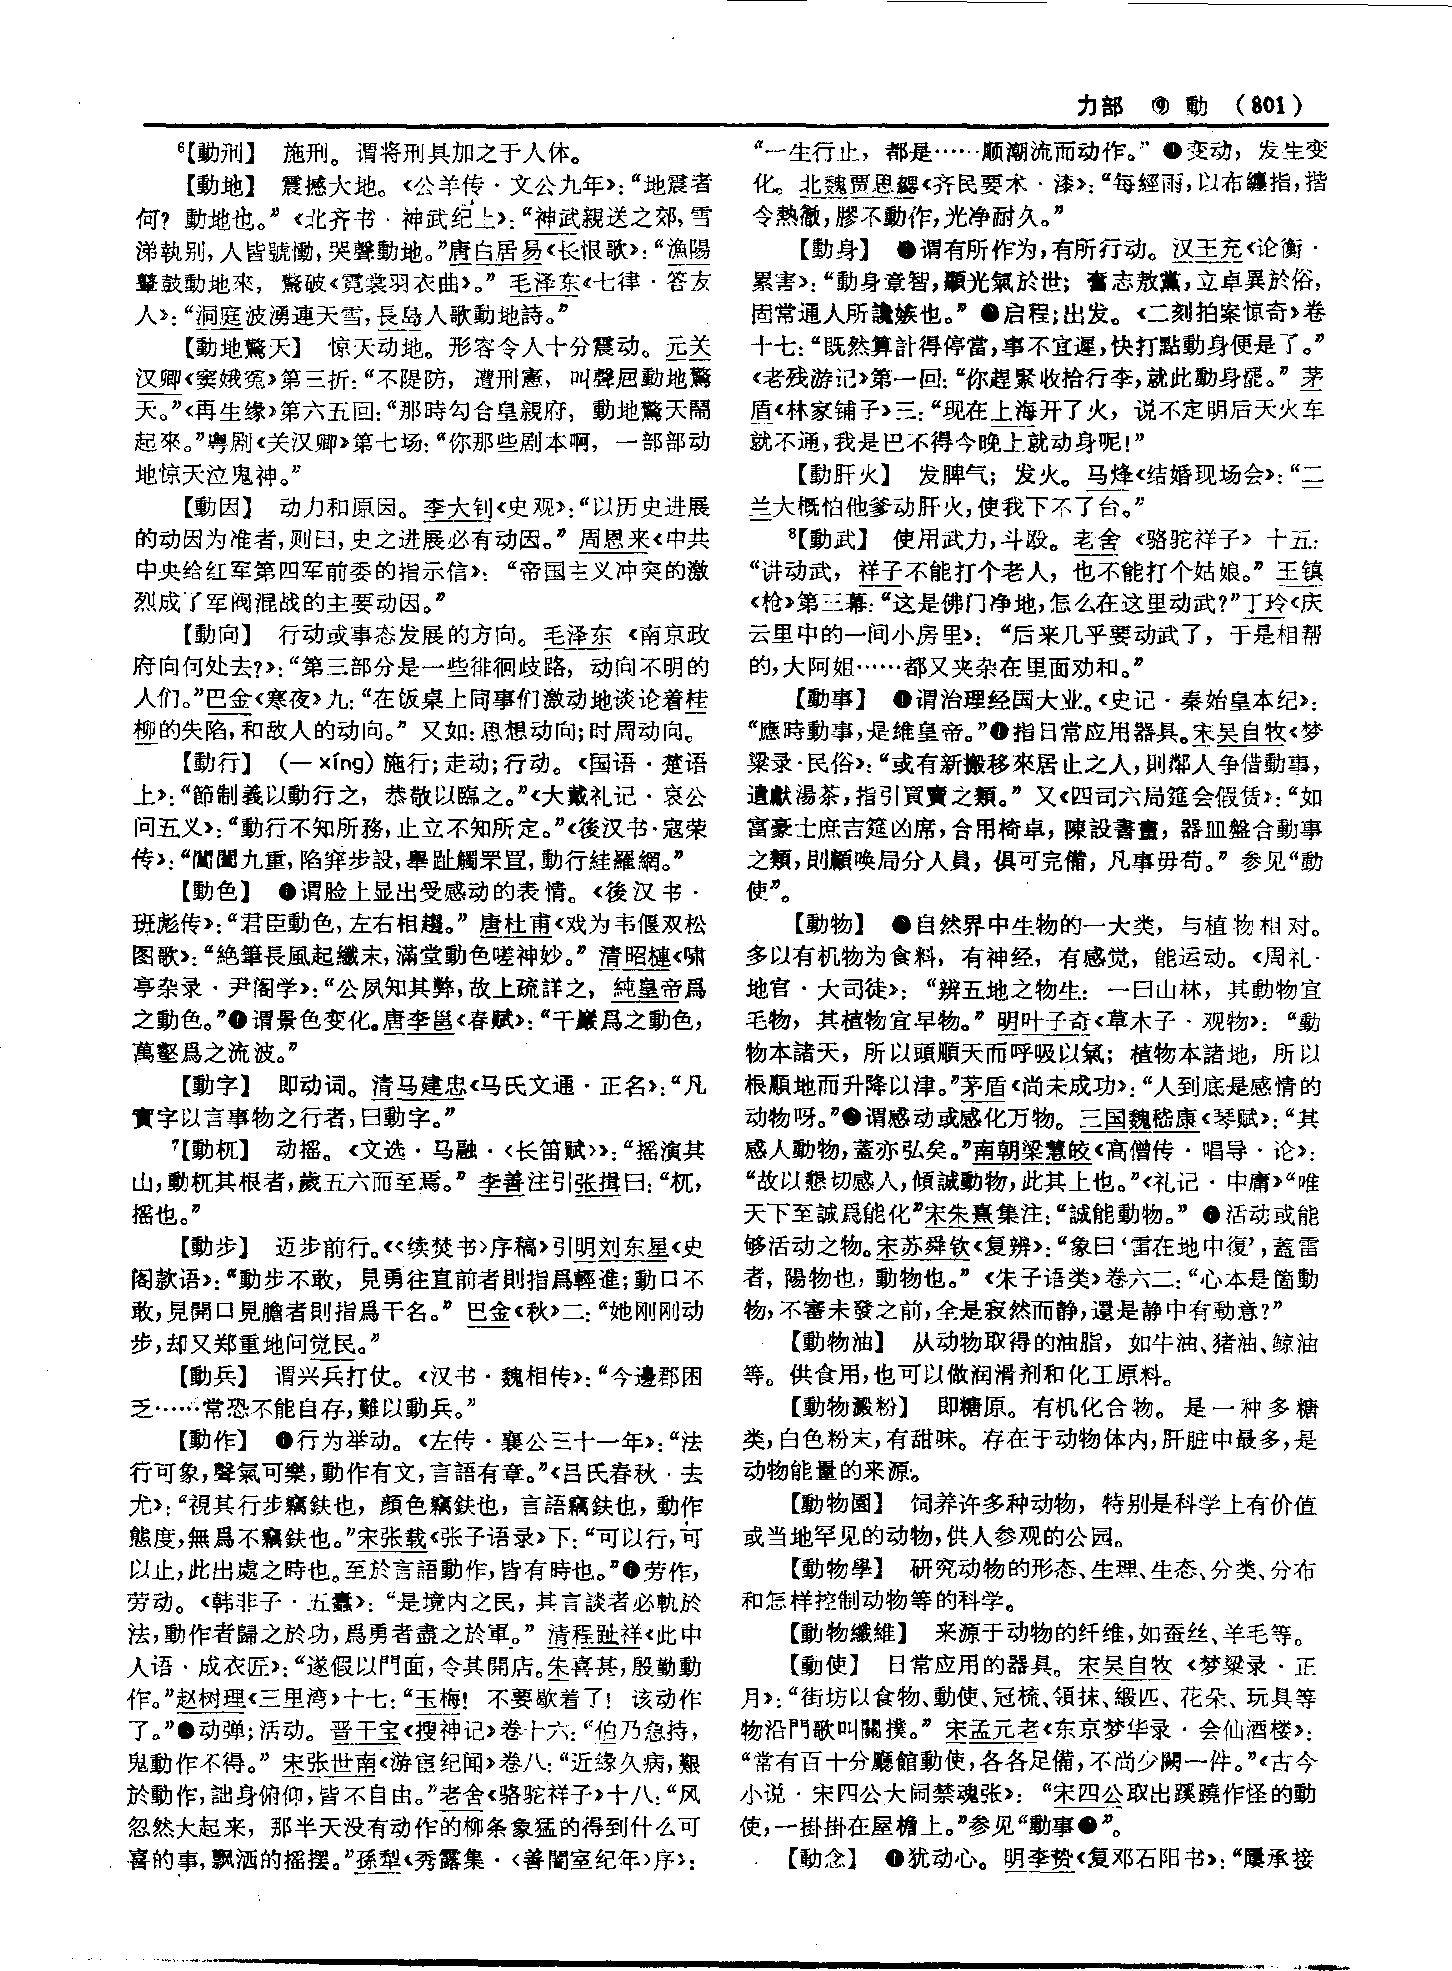 力部 ⑨ 動 (801)
⁶【動刑】 施刑。谓将刑具加之于人体。
【動地】 震撼大地。《公羊传·文公九年》：“地震者
何？動地也。”《北齐书·神武纪上》：“神武親送之郊，雪
涕執别，人皆號慟，哭聲動地。”唐白居易《长恨歌》：“漁陽
鼙鼓動地來，驚破《霓裳羽衣曲》。” 毛泽东《七律·答友
人》：“洞庭波湧連天雪，長岛人歌動地詩。”
【動地驚天】 惊天动地。形容令人十分震动。元关
汉卿《窦娥冤》第三折：“不隄防，遭刑憲，叫聲屈動地驚
天。”《再生缘》第六五回：“那時勾合皇親府，動地驚天鬧
起來。”粤剧《关汉卿》第七场：“你那些剧本啊，一部部动
地惊天泣鬼神。”
【動因】 动力和原因。李大钊《史观》：“以历史进展
的动因为准者，则曰，史之进展必有动因。” 周恩来《中共
中央给红军第四军前委的指示信》：“帝国主义冲突的激
烈成了军阀混战的主要动因。”
【動向】 行动或事态发展的方向。毛泽东《南京政
府向何处去？》：“第三部分是一些徘徊歧路，动向不明的
人们。”巴金《寒夜》九：“在饭桌上同事们激动地谈论着桂
柳的失陷，和敌人的动向。” 又如：思想动向；时局动向。
【動行】 (—xíng)施行；走动；行动。《国语·楚语
上》：“節制義以動行之，恭敬以臨之。”《大戴礼记·哀公
问五义》：“動行不知所務，止立不知所定。”《後汉书·寇荣
传》：“閶闔九重，陷穽步設，舉趾觸罘罝，動行絓羅網。”
【動色】 ❶谓脸上显出受感动的表情。《後汉书·
班彪传》：“君臣動色，左右相趨。” 唐杜甫《戏为韦偃双松
图歌》：“絶筆長風起纖末，滿堂動色嗟神妙。” 清昭槤《啸
亭杂录·尹阁学》：“公夙知其弊，故上疏詳之，純皇帝爲
之動色。”❷谓景色变化。唐李邕《春赋》：“千巖爲之動色，
萬壑爲之流波。”
【動字】 即动词。清马建忠《马氏文通·正名》：“凡
實字以言事物之行者，曰動字。”
⁷【動杌】 动摇。《文选·马融·〈长笛赋〉》：“摇演其
山，動杌其根者，歲五六而至焉。” 李善注引张揖曰：“杌，
摇也。”
【動步】 迈步前行。《〈续焚书〉序稿》引明刘东星《史
阁款语》：“動步不敢，見勇往直前者則指爲輕進；動口不
敢，見開口見膽者則指爲干名。” 巴金《秋》二：“她刚刚动
步，却又郑重地问觉民。”
【動兵】 谓兴兵打仗。《汉书·魏相传》：“今邊郡困
乏……常恐不能自存，難以動兵。”
【動作】 ❶行为举动。《左传·襄公三十一年》：“法
行可象，聲氣可樂，動作有文，言語有章。”《吕氏春秋·去
尤》：“視其行步竊鈇也，顔色竊鈇也，言語竊鈇也，動作
態度，無爲不竊鈇也。”宋张载《张子语录》下：“可以行，可
以止，此出處之時也。至於言語動作，皆有時也。”❷劳作，
劳动。《韩非子·五蠹》：“是境内之民，其言談者必軌於
法，動作者歸之於功，爲勇者盡之於軍。” 清程趾祥《此中
人语·成衣匠》：“遂假以門面，令其開店。朱喜甚，殷勤動
作。”赵树理《三里湾》十七：“玉梅！不要歇着了！该动作
了。”❸动弹；活动。晋干宝《搜神记》卷十六：“伯乃急持，
鬼動作不得。” 宋张世南《游宦纪闻》卷八：“近緣久病，艱
於動作，詘身俯仰，皆不自由。”老舍《骆驼祥子》十八：“风
忽然大起来，那半天没有动作的柳条象猛的得到什么可
喜的事，飘洒的摇摆。”孫犁《秀露集·〈善闇室纪年〉序》：
“一生行止，都是……顺潮流而动作。” ❹变动，发生变
化。北魏贾思勰《齐民要术·漆》：“每經雨，以布纏指，揩
令熱徹，膠不動作，光净耐久。”
【動身】 ❶谓有所作为，有所行动。汉王充《论衡·
累害》：“動身章智，顯光氣於世；奮志敖黨，立卓異於俗，
固常通人所讒嫉也。” ❷启程；出发。《二刻拍案惊奇》卷
十七：“既然算計得停當，事不宜遲，快打點動身便是了。”
《老残游记》第一回：“你趕緊收拾行李，就此動身罷。” 茅
盾《林家铺子》三：“现在上海开了火，说不定明后天火车
就不通，我是巴不得今晚上就动身呢！”
【動肝火】 发脾气；发火。马烽《结婚现场会》：“二
兰大概怕他爹动肝火，使我下不了台。”
⁸【動武】 使用武力，斗殴。老舍《骆驼祥子》十五：
“讲动武，祥子不能打个老人，也不能打个姑娘。” 王镇
《枪》第三幕：“这是佛门净地，怎么在这里动武？”丁玲《庆
云里中的一间小房里》：“后来几乎要动武了，于是相帮
的，大阿姐……都又夹杂在里面劝和。”
【動事】 ❶谓治理经国大业。《史记·秦始皇本纪》：
“應時動事，是維皇帝。”❷指日常应用器具。宋吴自牧《梦
粱录·民俗》：“或有新搬移來居止之人，則鄰人争借動事，
遺獻湯茶，指引買賣之類。” 又《四司六局筵会假赁》：“如
富豪士庶吉筵凶席，合用椅卓，陳設書畫，器皿盤合動事
之類，則顧唤局分人員，俱可完備，凡事毋苟。” 参见“動
使”。
【動物】 ❶自然界中生物的一大类，与植物相对。
多以有机物为食料，有神经，有感觉，能运动。《周礼·
地官·大司徒》：“辨五地之物生：一曰山林，其動物宜
毛物，其植物宜早物。” 明叶子奇《草木子·观物》：“動
物本諸天，所以頭順天而呼吸以氣；植物本諸地，所以
根順地而升降以津。”茅盾《尚未成功》：“人到底是感情的
动物呀。”❷谓感动或感化万物。三国魏嵇康《琴赋》：“其
感人動物，蓋亦弘矣。”南朝梁慧皎《高僧传·唱导·论》：
“故以懇切感人，傾誠動物，此其上也。”《礼记·中庸》“唯
天下至誠爲能化”宋朱熹集注：“誠能動物。” ❸活动或能
够活动之物。宋苏舜钦《复辨》：“象曰‘雷在地中復’，蓋雷
者，陽物也，動物也。”《朱子语类》卷六二：“心本是箇動
物，不審未發之前，全是寂然而静，還是静中有動意？”
【動物油】 从动物取得的油脂，如牛油、猪油、鲸油
等。供食用，也可以做润滑剂和化工原料。
【動物澱粉】 即糖原。有机化合物。是一种多糖
类，白色粉末，有甜味。存在于动物体内，肝脏中最多，是
动物能量的来源。
【動物園】 饲养许多种动物，特别是科学上有价值
或当地罕见的动物，供人参观的公园。
【動物學】 研究动物的形态、生理、生态、分类、分布
和怎样控制动物等的科学。
【動物纖維】 来源于动物的纤维，如蚕丝、羊毛等。
【動使】 日常应用的器具。宋吴自牧《梦粱录·正
月》：“街坊以食物、動使、冠梳、領抹、緞匹、花朵、玩具等
物沿門歌叫關撲。” 宋孟元老《东京梦华录·会仙酒楼》：
“常有百十分廳館動使，各各足備，不尚少闕一件。”《古今
小说·宋四公大闹禁魂张》：“宋四公取出蹊蹺作怪的動
使，一掛掛在屋檐上。”参见“動事❷”。
【動念】 ❶犹动心。明李贽《复邓石阳书》：“屢承接